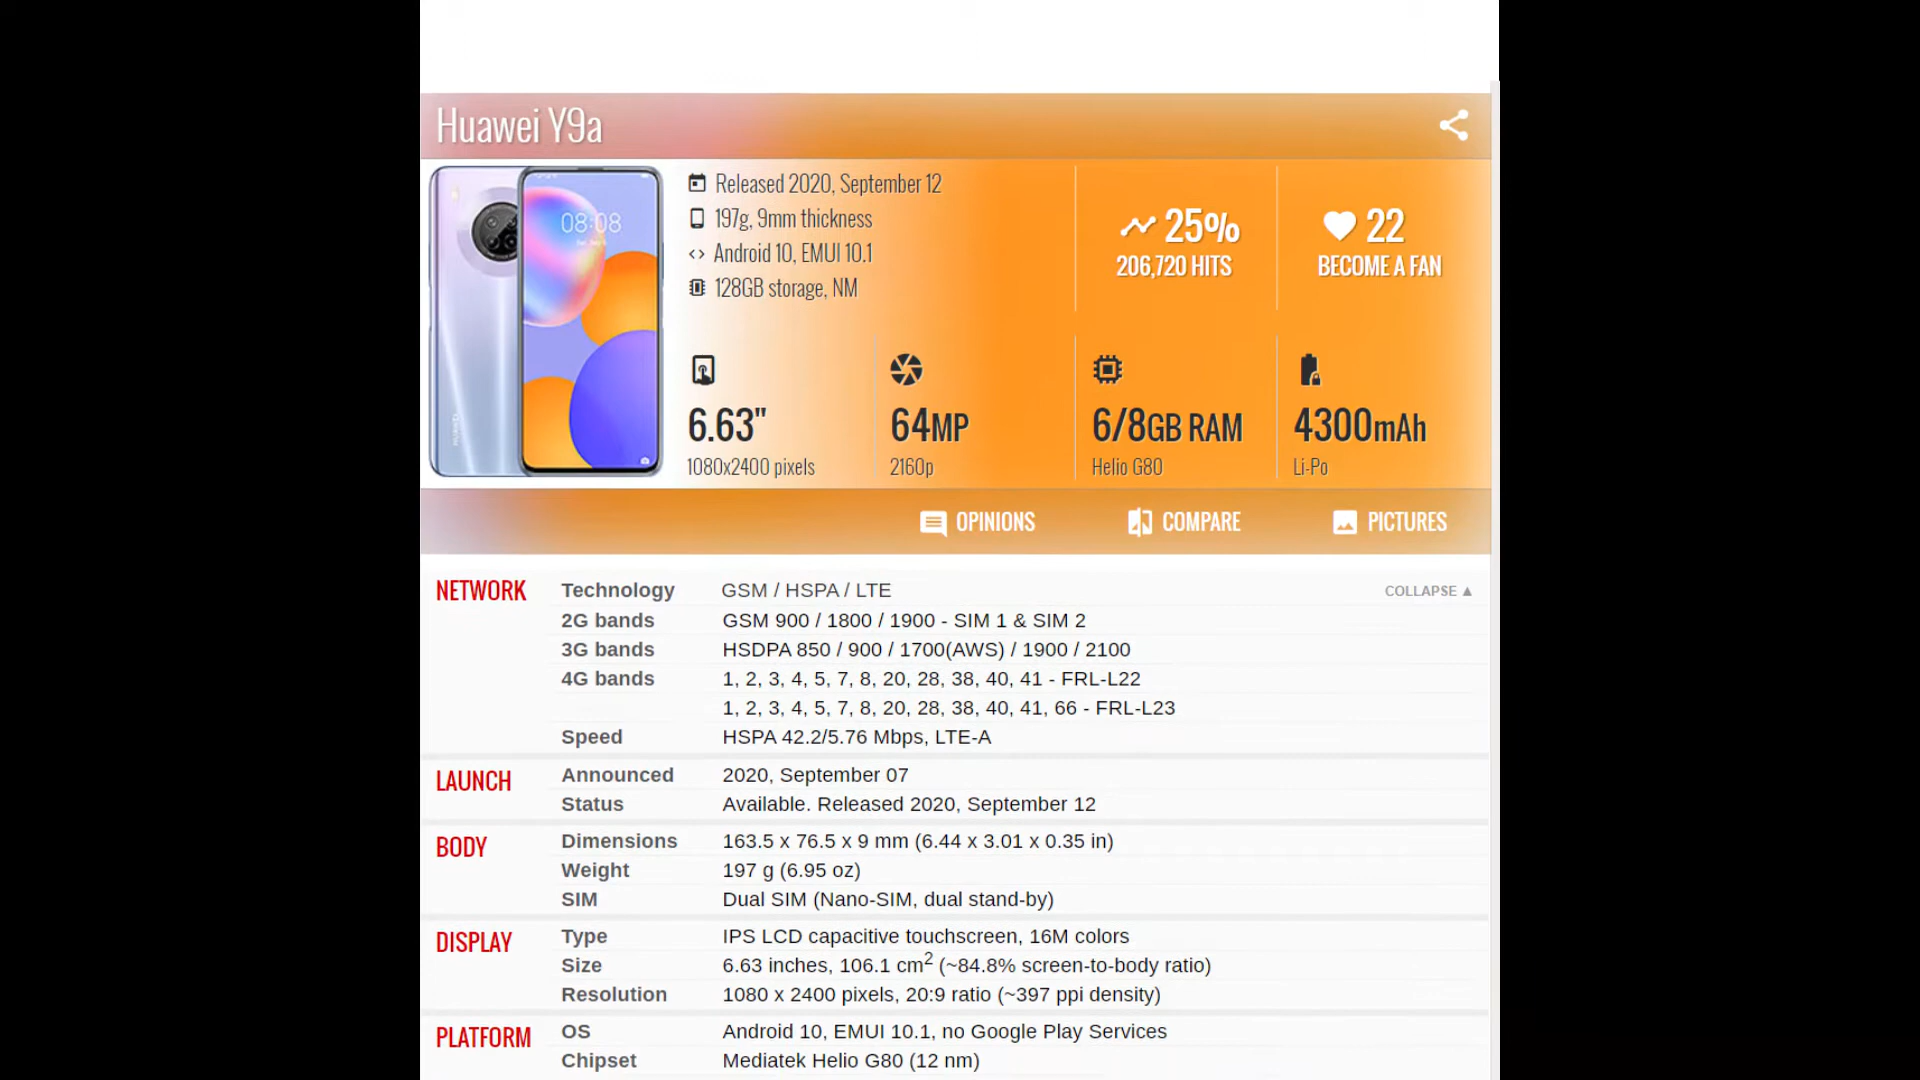 Huawei Y9a
Released 2020, September 12
197g, 9mm thickness
Android 10, EMUI 10.1
128GB storage, NM
25%
206,720 HITS
22
BECOME A FAN
08:08
6.63"
1080x2400 pixels
64MP
2160p
6/8GB RAM
Helio G80
4300mAh
Li-Po
OPINIONS
COMPARE
PICTURES
NETWORK Technology GSM / HSPA / LTE COLLAPSE ▲
2G bands GSM 900 / 1800 / 1900 - SIM 1 & SIM 2
3G bands HSDPA 850 / 900 / 1700(AWS) / 1900 / 2100
4G bands 1, 2, 3, 4, 5, 7, 8, 20, 28, 38, 40, 41 - FRL-L22
1, 2, 3, 4, 5, 7, 8, 20, 28, 38, 40, 41, 66 - FRL-L23
Speed HSPA 42.2/5.76 Mbps, LTE-A
LAUNCH Announced 2020, September 07
Status Available. Released 2020, September 12
BODY Dimensions 163.5 x 76.5 x 9 mm (6.44 x 3.01 x 0.35 in)
Weight 197 g (6.95 oz)
SIM Dual SIM (Nano-SIM, dual stand-by)
DISPLAY Type IPS LCD capacitive touchscreen, 16M colors
Size 6.63 inches, 106.1 cm2 (~84.8% screen-to-body ratio)
Resolution 1080 x 2400 pixels, 20:9 ratio (~397 ppi density)
PLATFORM OS Android 10, EMUI 10.1, no Google Play Services
Chipset Mediatek Helio G80 (12 nm)